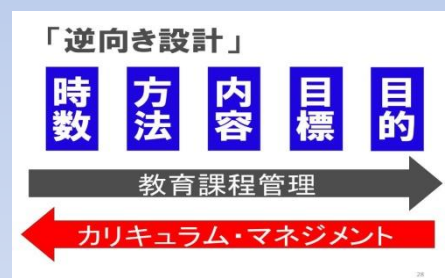 「逆向き設計」
時数
方法
内容
目標
目的
教育課程管理
カリキュラム・マネジメント